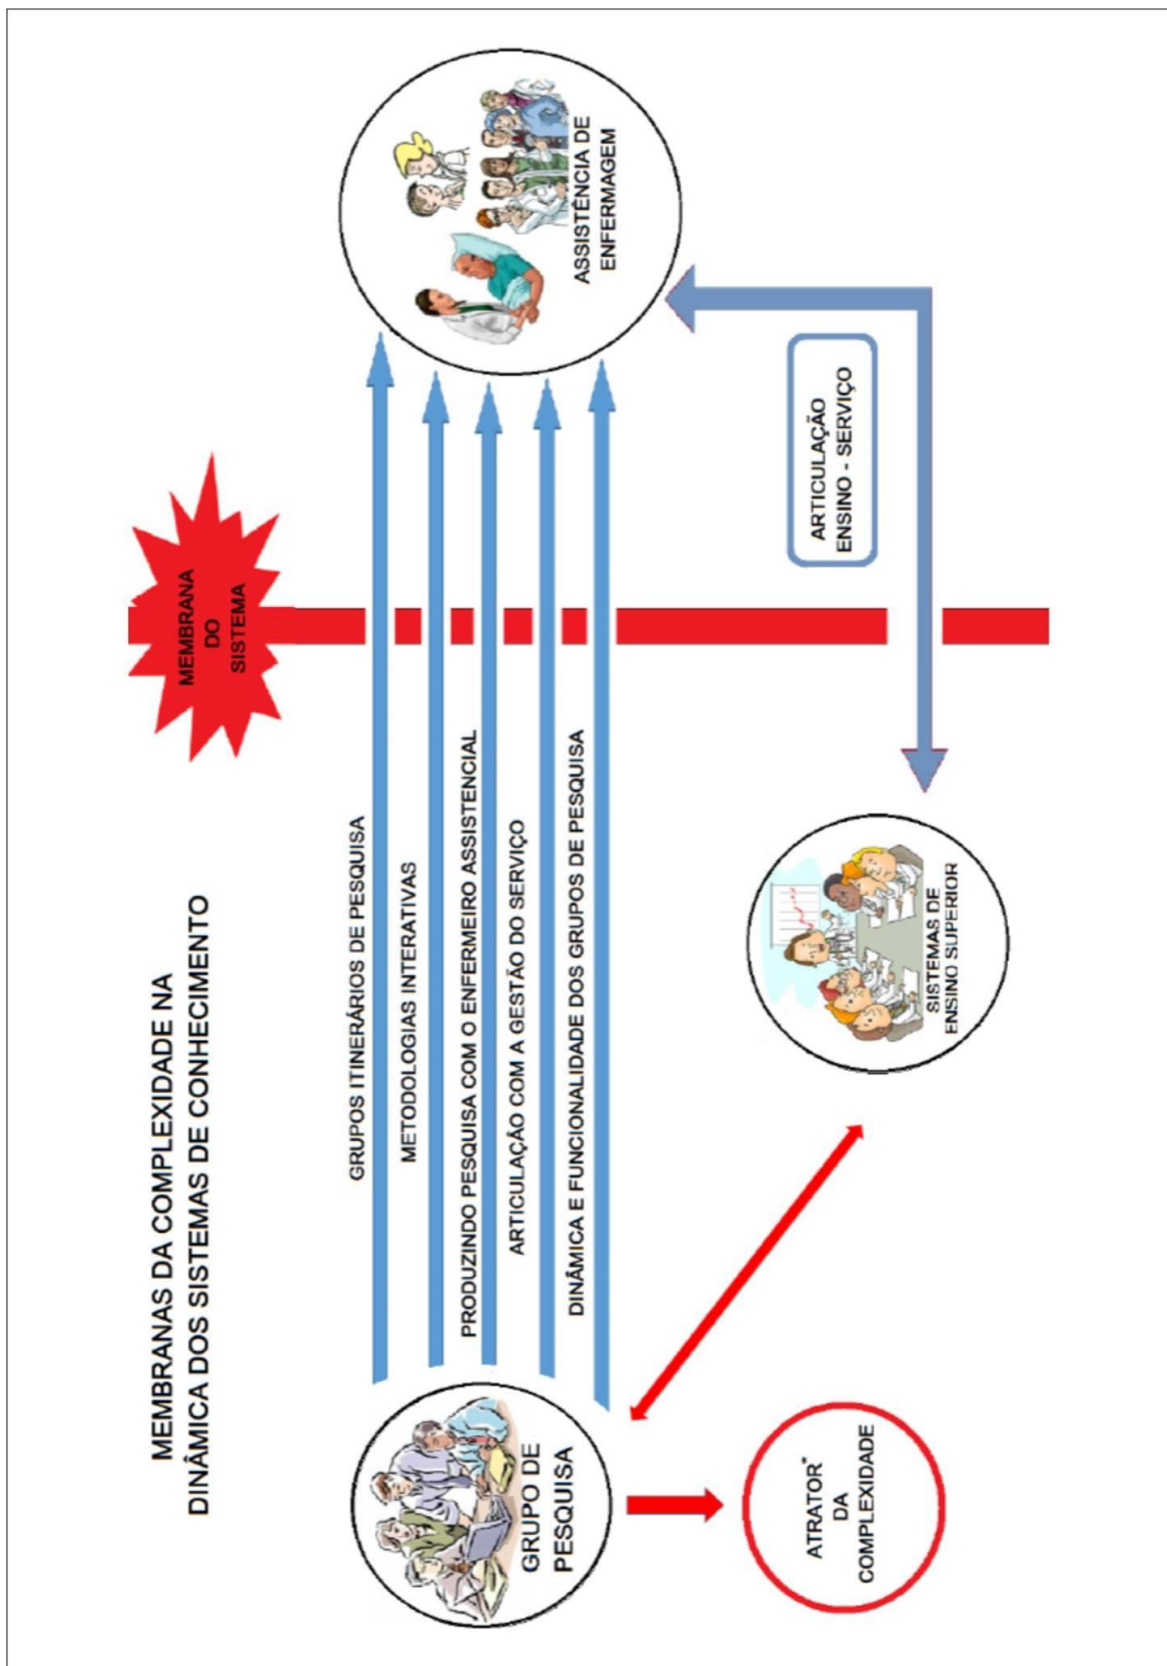 MEMBRANAS DA COMPLEXIDADE NA
DINÂMICA DOS SISTEMAS DE CONHECIMENTO
MEMBRANA
DO
SISTEMA
GRUPOS ITINERÁRIOS DE PESQUISA
METODOLOGIAS INTERATIVAS
PRODUZINDO PESQUISA COM O ENFERMEIRO ASSISTENCIAL
ARTICULAÇÃO COM A GESTÃO DO SERVIÇO
DINÂMICA E FUNCIONALIDADE DOS GRUPOS DE PESQUISA
GRUPO DE
PESQUISA
ASSISTÊNCIA DE
ENFERMAGEM
ARTICULAÇÃO
ENSINO - SERVIÇO
SISTEMAS DE
ENSINO SUPERIOR
ATRATOR*
DA
COMPLEXIDADE